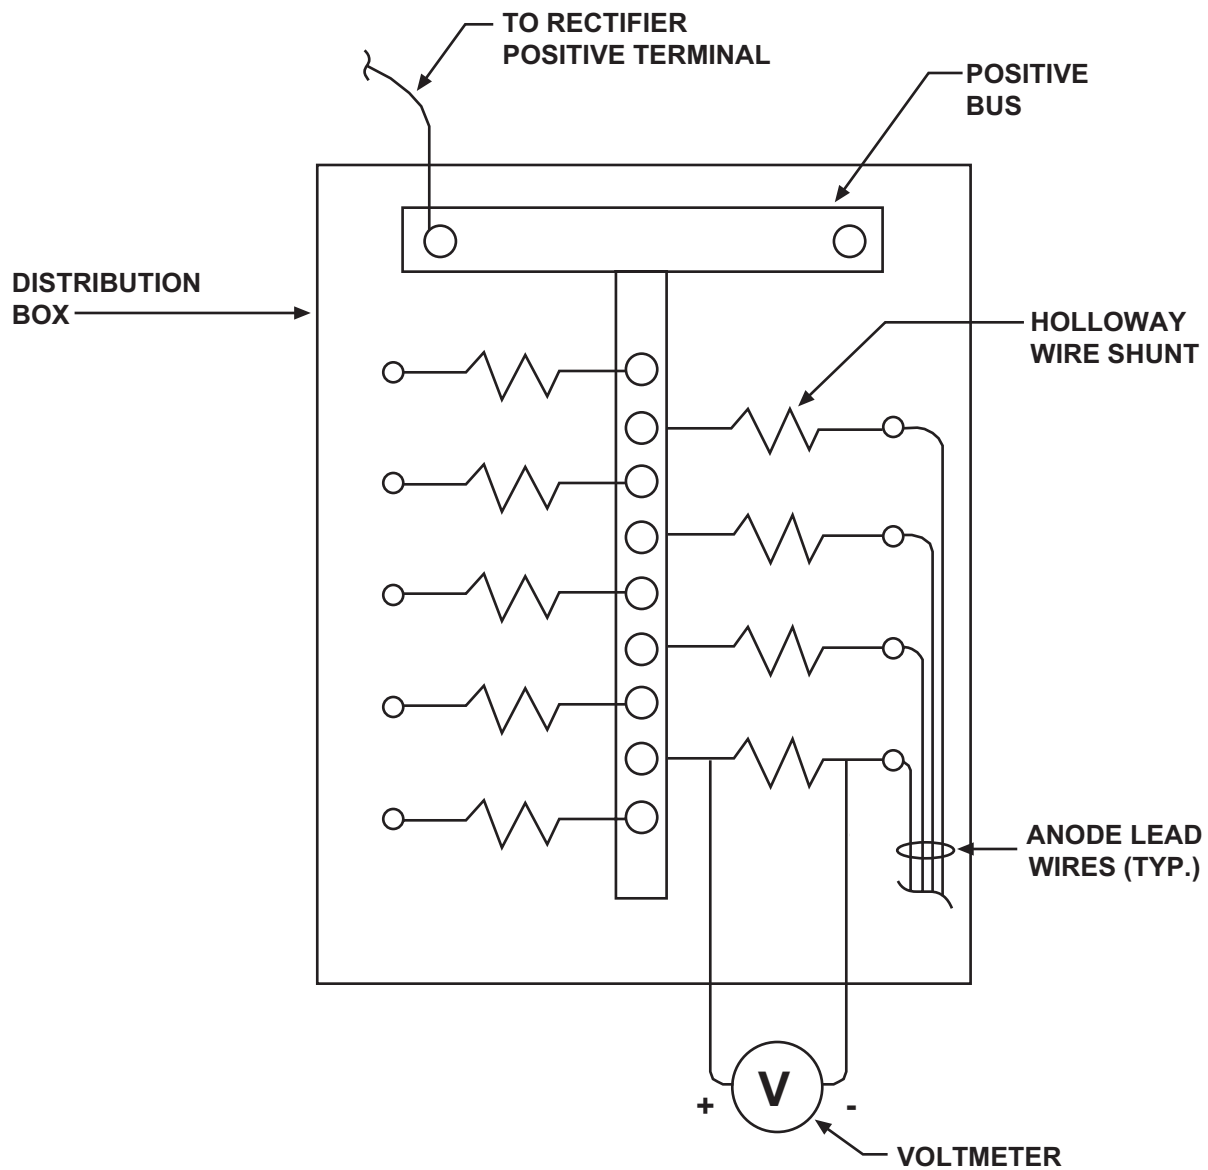 TO RECTIFIER
POSITIVE TERMINAL
POSITIVE
BUS
DISTRIBUTION
BOX
HOLLOWAY
WIRE SHUNT
ANODE LEAD
WIRES (TYP.)
+ V -
VOLTMETER